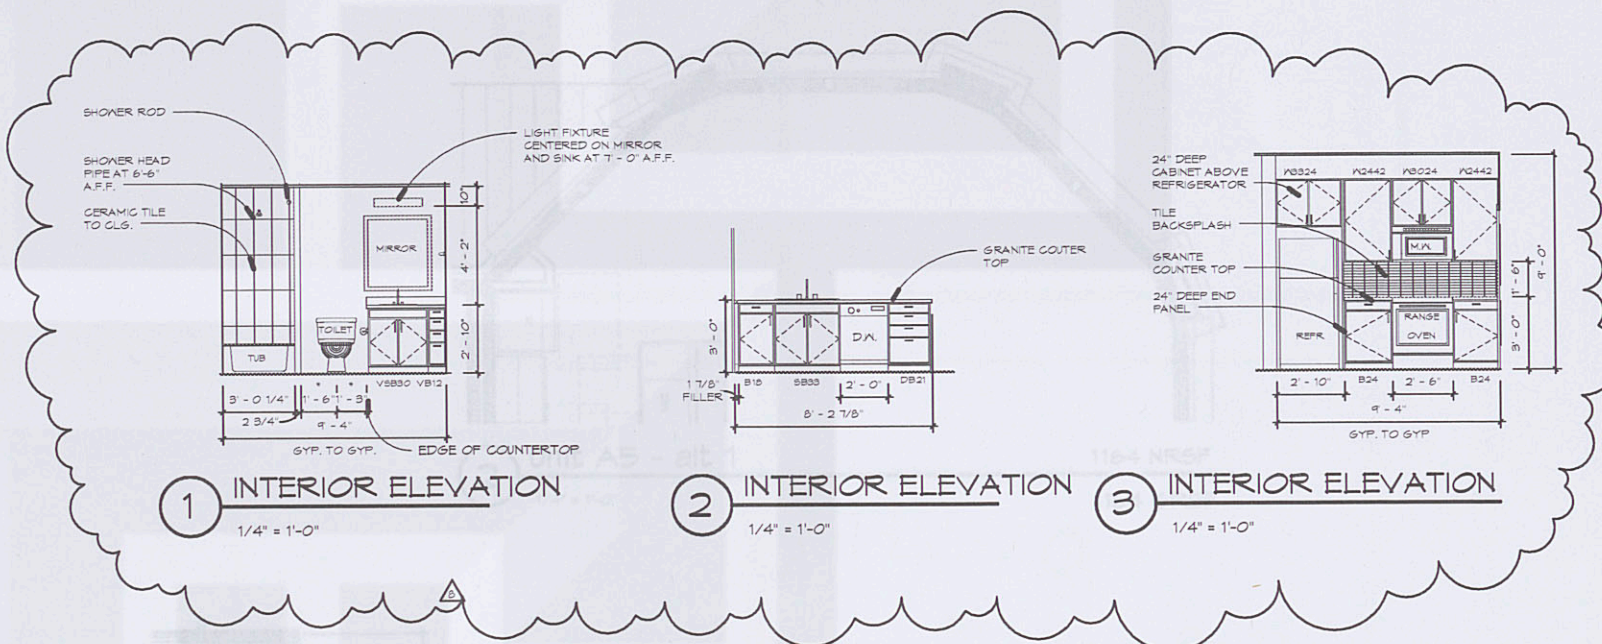 SHOWER ROD
SHOWER HEAD
PIPE AT 6'-6"
A.F.F.
CERAMIC TILE
TO CLG.
LIGHT FIXTURE
CENTERED ON MIRROR
AND SINK AT 7' - 0" A.F.F.
MIRROR
TOILET
TUB
10"
4' - 2"
2' - 10"
VSB30 VB12
3' - 0 1/4"
1' - 6"
1' - 3"
2 3/4"
9 - 4"
GYP. TO GYP.
EDGE OF COUNTERTOP
1
INTERIOR ELEVATION
1/4" = 1'-0"
GRANITE COUTER
TOP
D.W.
3' - 0"
1 7/8"
FILLER
B18
SB33
2' - 0"
DB21
8' - 2 7/8"
2
INTERIOR ELEVATION
1/4" = 1'-0"
24" DEEP
CABINET ABOVE
REFRIGERATOR
TILE
BACKSPLASH
GRANITE
COUNTER TOP
24" DEEP END
PANEL
W3324
W2442
W3024
W2442
M.W.
RANGE
OVEN
REFR
9' - 0"
1' - 6"
3' - 0"
2' - 10"
B24
2' - 6"
B24
9 - 4"
GYP. TO GYP
3
INTERIOR ELEVATION
1/4" = 1'-0"
Unit A5 - alt 1
1164 NRSF